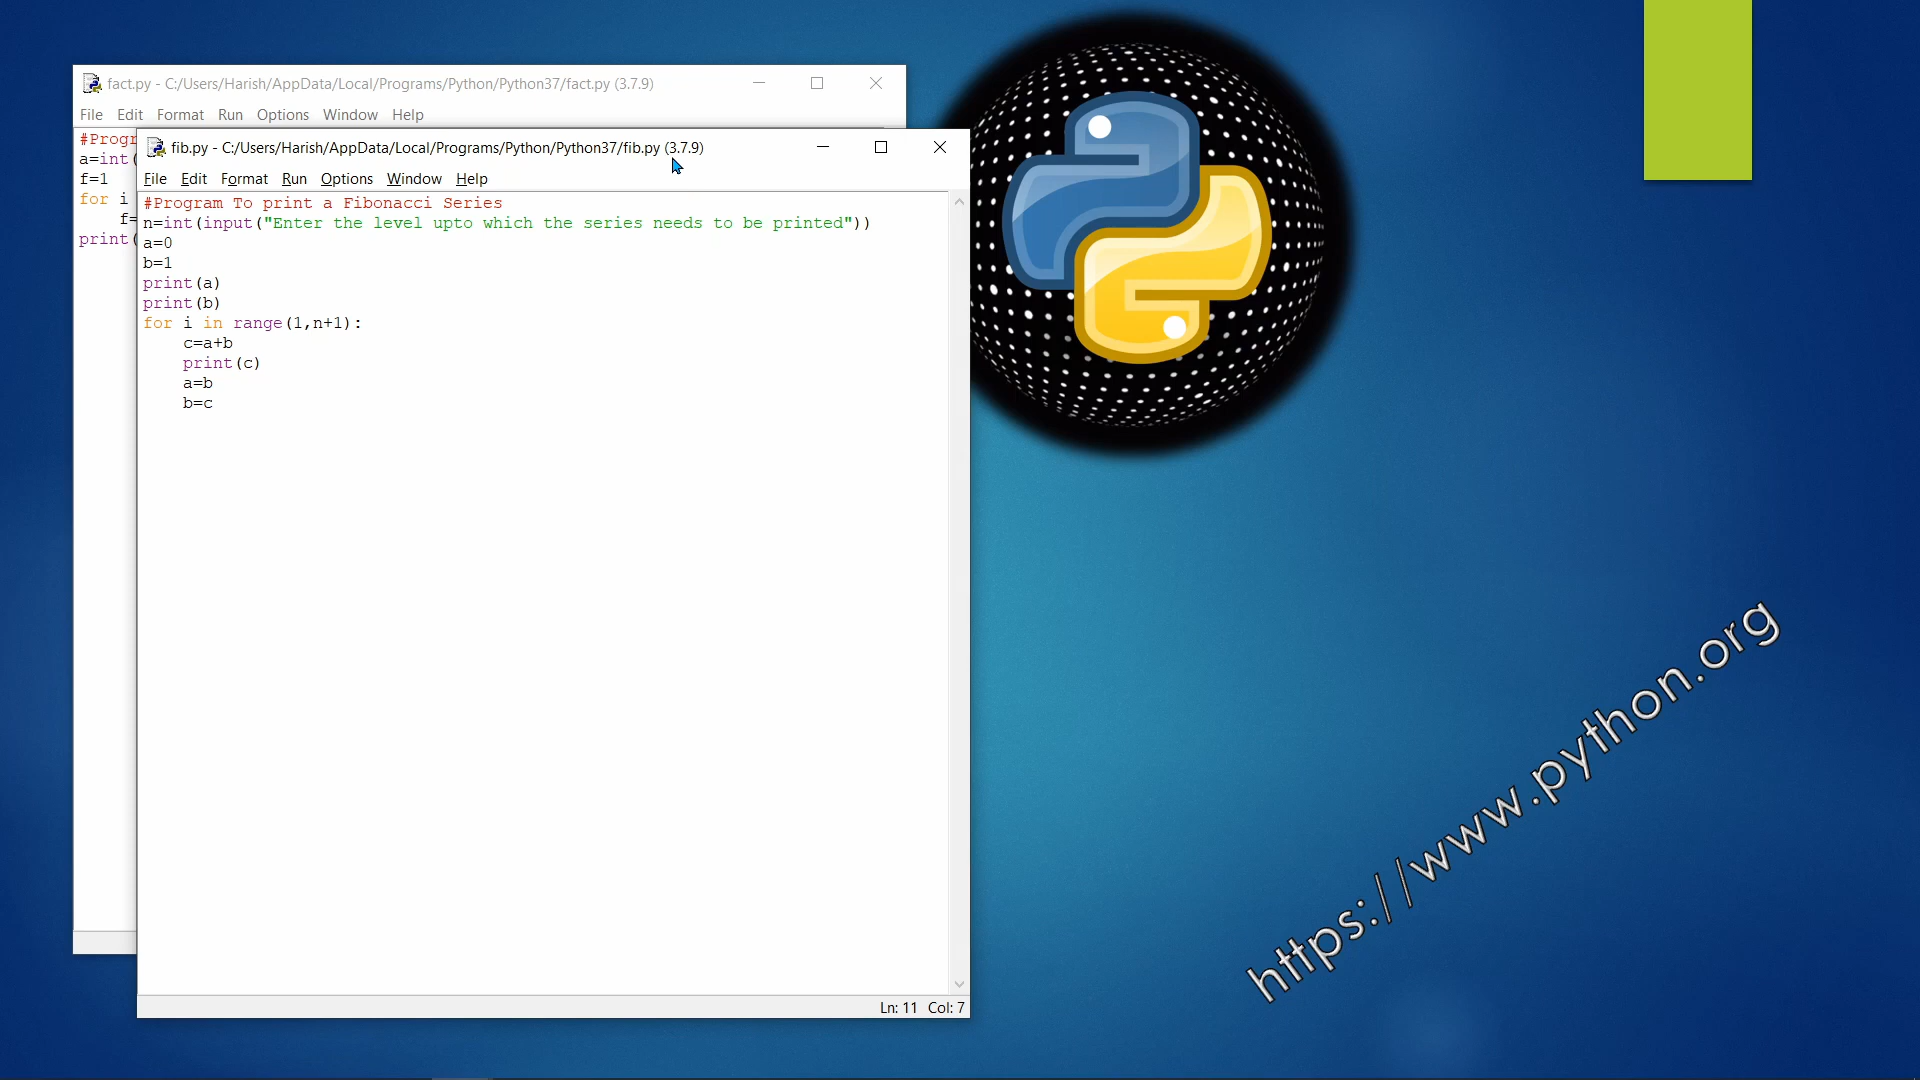 fact.py - C:/Users/Harish/AppData/Local/Programs/Python/Python37/fact.py (3.7.9)
File Edit Format Run Options Window Help
#Progr
a=int(
f=1
for i
f=
print(
fib.py - C:/Users/Harish/AppData/Local/Programs/Python/Python37/fib.py (3.7.9)
File Edit Format Run Options Window Help
#Program To print a Fibonacci Series
n=int(input("Enter the level upto which the series needs to be printed"))
a=0
b=1
print(a)
print(b)
for i in range(1,n+1):
    c=a+b
    print(c)
    a=b
    b=c
Ln: 11 Col: 7
https://www.python.org